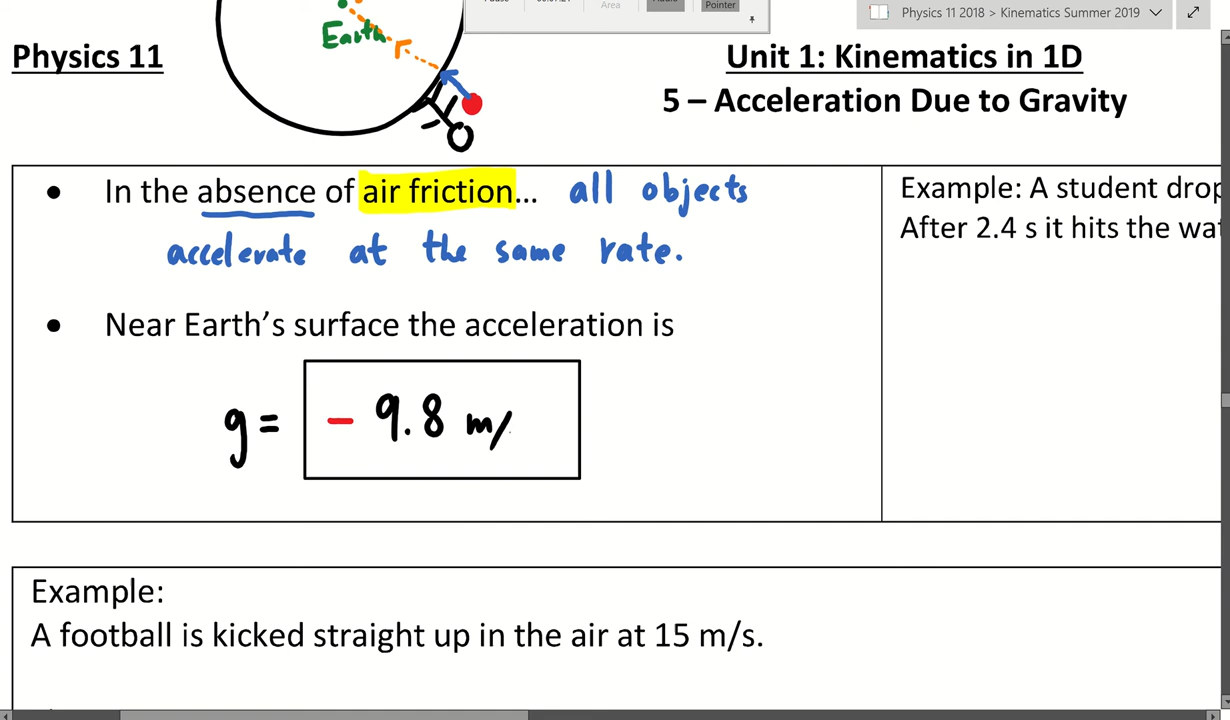 Physics 11 2018 > Kinematics Summer 2019
Area
Pointer
Earth
Physics 11
Unit 1: Kinematics in 1D
5 – Acceleration Due to Gravity
• In the absence of air friction... all objects
accelerate at the same rate.
Example: A student drop
After 2.4 s it hits the wa
• Near Earth's surface the acceleration is
g = - 9.8 m/
Example:
A football is kicked straight up in the air at 15 m/s.